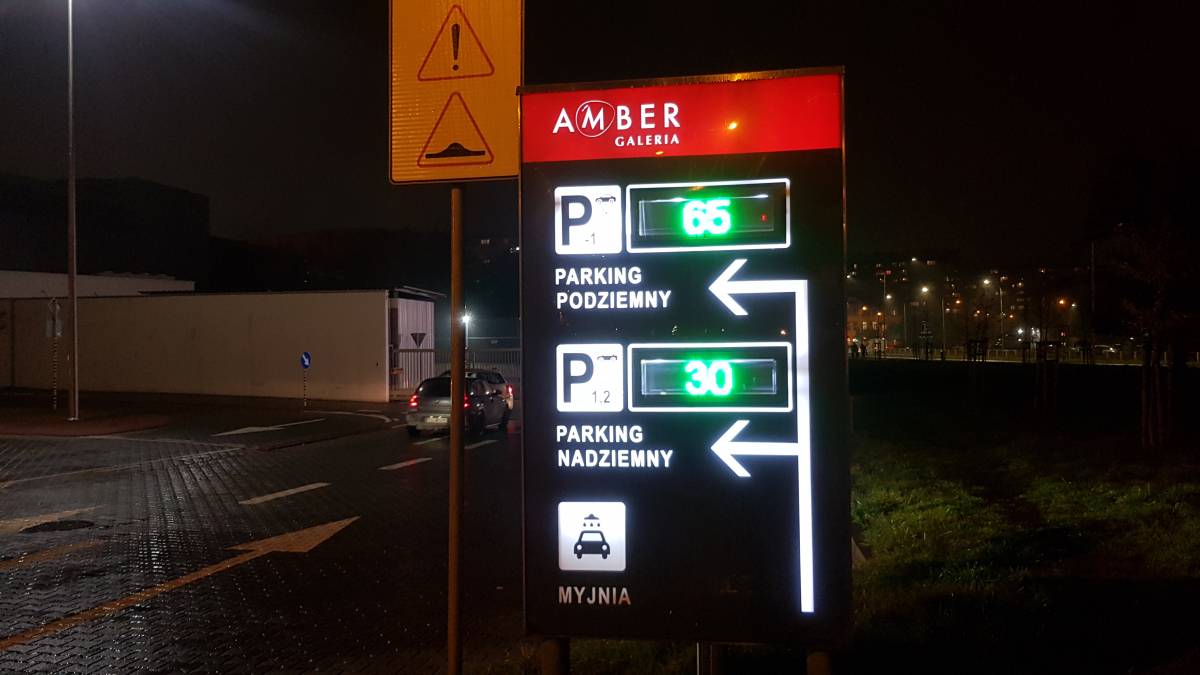 AMBER
GALERIA
P
-1
65
PARKING
PODZIEMNY
P
1,2
30
PARKING
NADZIEMNY
MYJNIA